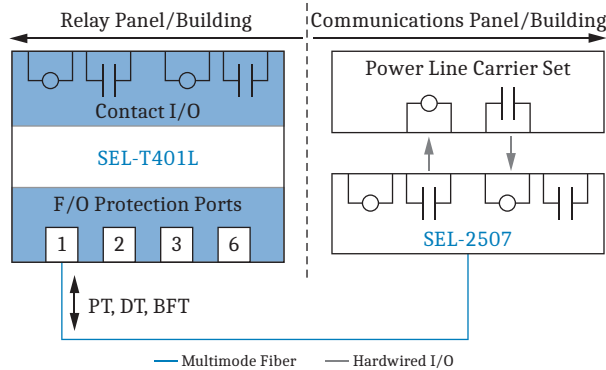 Relay Panel/Building
Communications Panel/Building
Contact I/O
SEL-T401L
F/O Protection Ports
1 2 3 6
PT, DT, BFT
Power Line Carrier Set
SEL-2507
Multimode Fiber
Hardwired I/O